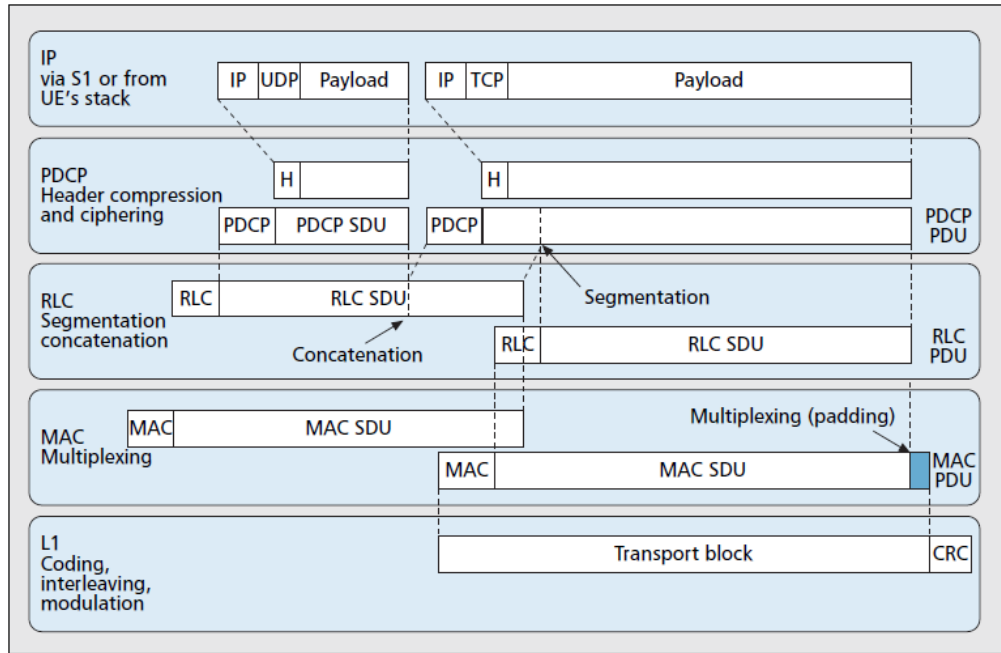 IP
via S1 or from
UE's stack
IP UDP Payload IP TCP Payload
PDCP
Header compression
and ciphering
H H
PDCP PDCP SDU PDCP
PDCP
PDU
RLC
Segmentation
concatenation
RLC RLC SDU
Segmentation
Concatenation
RLC RLC SDU
RLC
PDU
MAC
Multiplexing
MAC MAC SDU
Multiplexing (padding)
MAC MAC SDU
MAC
PDU
L1
Coding,
interleaving,
modulation
Transport block CRC